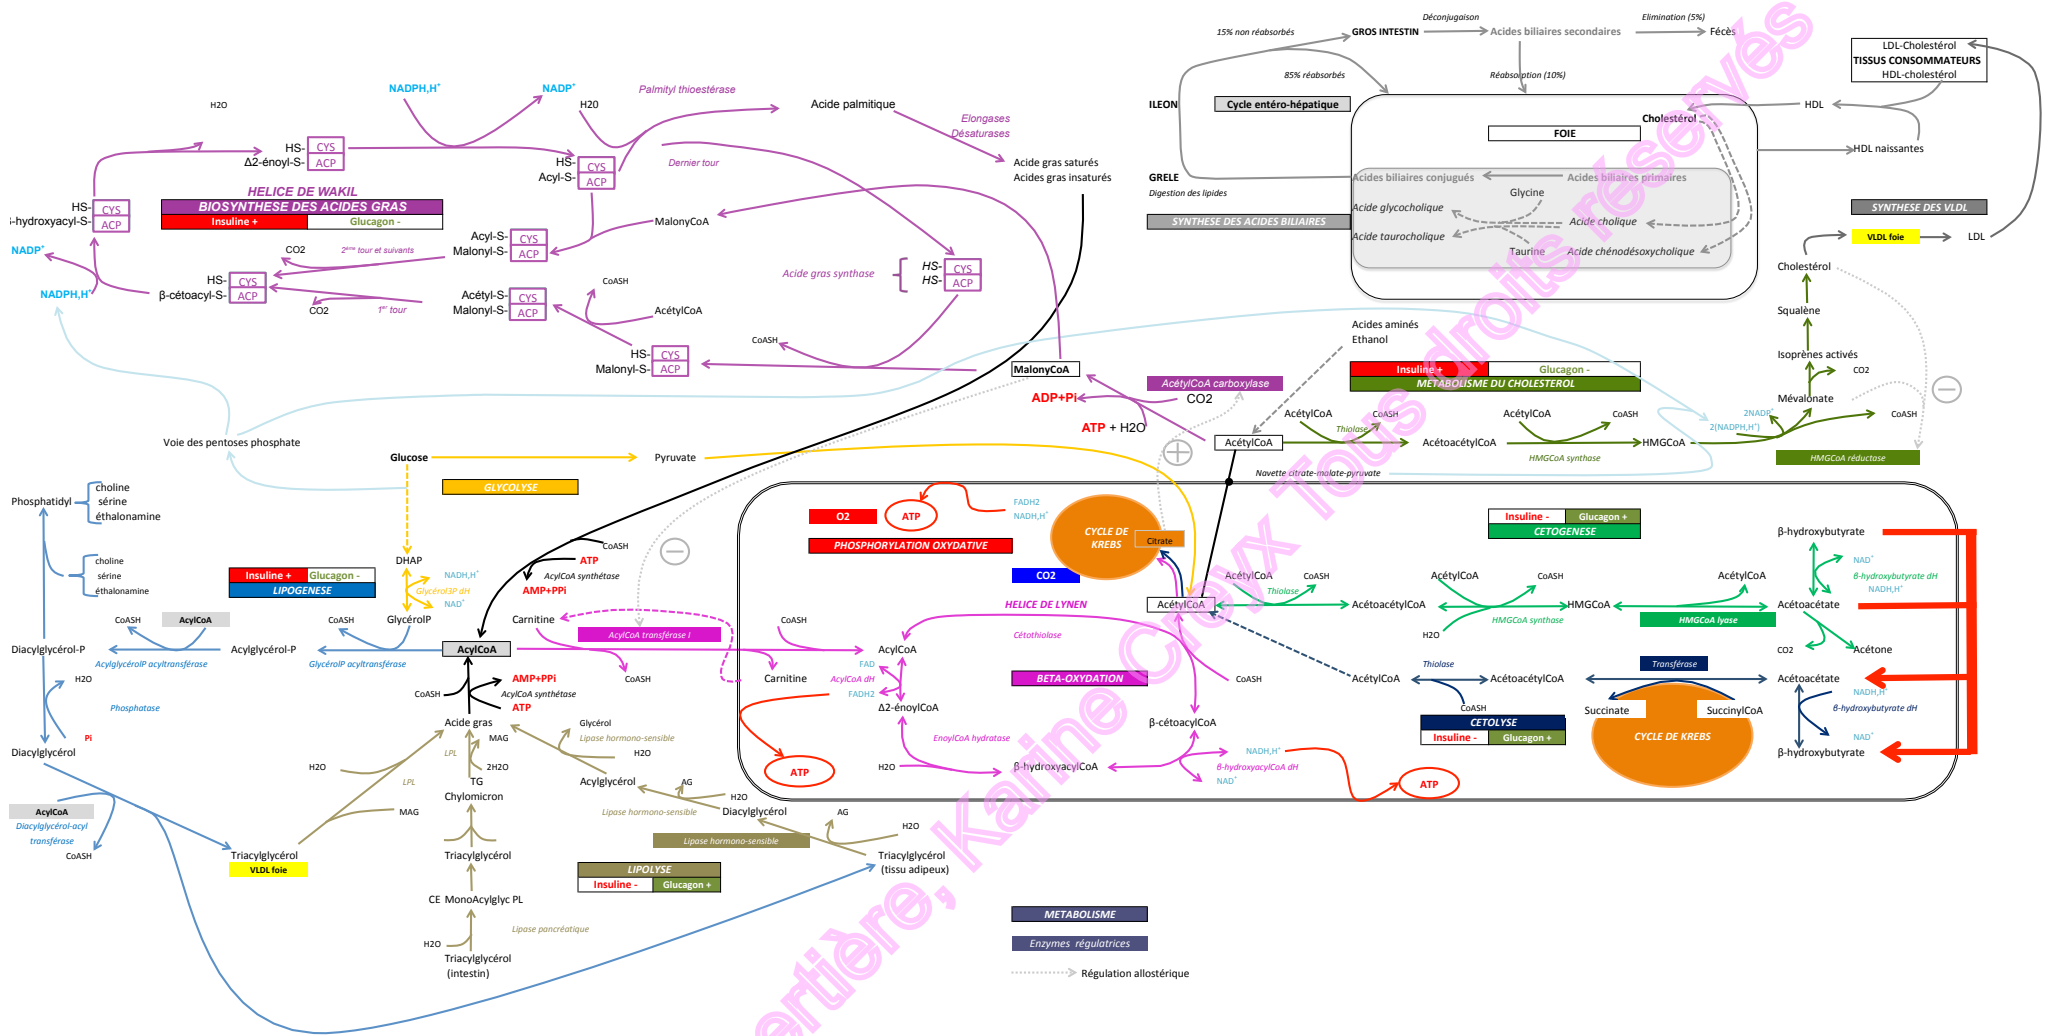 15% non réabsorbés
GROS INTESTIN
Déconjugaison
Acides biliaires secondaires
Elimination (5%)
Fécès
85% réabsorbés
Réabsorption (10%)
LDL-Cholestérol
TISSUS CONSOMMATEURS
HDL-cholestérol
ILEON
Cycle entéro-hépatique
Cholestérol
FOIE
HDL
HDL naissantes
GRELE
Digestion des lipides
Acides biliaires conjugués
Acides biliaires primaires
Glycine
Acide glycocholique
Acide cholique
Acide taurocholique
Taurine
Acide chénodésoxycholique
SYNTHESE DES ACIDES BILIAIRES
SYNTHESE DES VLDL
VLDL foie
LDL
H2O
NADPH,H+
NADP+
H20
Palmityl thioestérase
Acide palmitique
Elongases
Désaturases
HS- CYS
Δ2-énoyl-S- ACP
HS- CYS
Acyl-S- ACP
Dernier tour
Acide gras saturés
Acides gras insaturés
HELICE DE WAKIL
BIOSYNTHESE DES ACIDES GRAS
Insuline +
Glucagon -
HS- CYS
-hydroxyacyl-S- ACP
MalonyCoA
Acyl-S- CYS
Malonyl-S- ACP
NADP+
CO2
2ème tour et suivants
HS- CYS
β-cétoacyl-S- ACP
NADPH,H+
CO2
1er tour
Acétyl-S- CYS
Malonyl-S- ACP
CoASH
AcétylCoA
Acide gras synthase
HS- CYS
HS- ACP
HS- CYS
Malonyl-S- ACP
CoASH
MalonyCoA
AcétylCoA carboxylase
ADP+Pi
CO2
ATP + H2O
+
Acides aminés
Ethanol
AcétylCoA
Insuline +
Glucagon -
METABOLISME DU CHOLESTEROL
AcétylCoA
CoASH
Thiolase
AcétoacétylCoA
AcétylCoA
CoASH
HMGCoA synthase
HMGCoA
2NADP+
2(NADPH,H+)
HMGCoA réductase
CoASH
Mévalonate
CO2
Isoprènes activés
Squalène
Cholestérol
−
Navette citrate-malate-pyruvate
Voie des pentoses phosphate
Glucose
Pyruvate
GLYCOLYSE
Phosphatidyl
choline
sérine
éthalonamine
choline
sérine
éthalonamine
DHAP
NADH,H+
Glycérol3P dH
NAD+
GlycérolP
Insuline +
Glucagon -
LIPOGENESE
CoASH
AcylCoA
CoASH
Diacylglycérol-P
AcylglycérolP acyltransférase
Acylglycérol-P
GlycérolP acyltransférase
AcylCoA
H2O
Phosphatase
Pi
Diacylglycérol
AcylCoA
Diacylglycérol-acyl
transférase
CoASH
Triacylglycérol
VLDL foie
CoASH
ATP
AcylCoA synthétase
AMP+PPi
Carnitine
AcylCoA transférase I
CoASH
−
CoASH
AMP+PPi
AcylCoA synthétase
ATP
Acide gras
LPL
MAG
2H2O
TG
Chylomicron
H2O
LPL
MAG
Triacylglycérol
CE MonoAcylglyc PL
Lipase pancréatique
H2O
Triacylglycérol
(intestin)
Glycérol
Lipase hormono-sensible
H2O
Acylglycérol
AG
H2O
Lipase hormono-sensible
Diacylglycérol
AG
H2O
Lipase hormono-sensible
Triacylglycérol
(tissu adipeux)
LIPOLYSE
Insuline -
Glucagon +
O2
ATP
FADH2
NADH,H+
PHOSPHORYLATION OXYDATIVE
CYCLE DE
KREBS
Citrate
CO2
HELICE DE LYNEN
AcétylCoA
Cétothiolase
CoASH
Carnitine
AcylCoA
FAD
AcylCoA dH
FADH2
BETA-OXYDATION
CoASH
Δ2-énoylCoA
β-cétoacylCoA
EnoylCoA hydratase
H2O
β-hydroxyacylCoA
NADH,H+
β-hydroxyacylCoA dH
NAD+
ATP
ATP
Insuline -
Glucagon +
CETOGENESE
AcétylCoA
CoASH
Thiolase
AcétoacétylCoA
AcétylCoA
CoASH
H2O
HMGCoA synthase
HMGCoA
AcétylCoA
HMGCoA lyase
β-hydroxybutyrate
NAD+
β-hydroxybutyrate dH
NADH,H+
Acétoacétate
CO2
Acétone
AcétylCoA
Thiolase
AcétoacétylCoA
CoASH
Transférase
Acétoacétate
Succinate
SuccinylCoA
CYCLE DE KREBS
CETOLYSE
Insuline -
Glucagon +
NADH,H+
β-hydroxybutyrate dH
NAD+
β-hydroxybutyrate
METABOLISME
Enzymes régulatrices
Régulation allostérique
Kaine Creyx Tous droits réservés